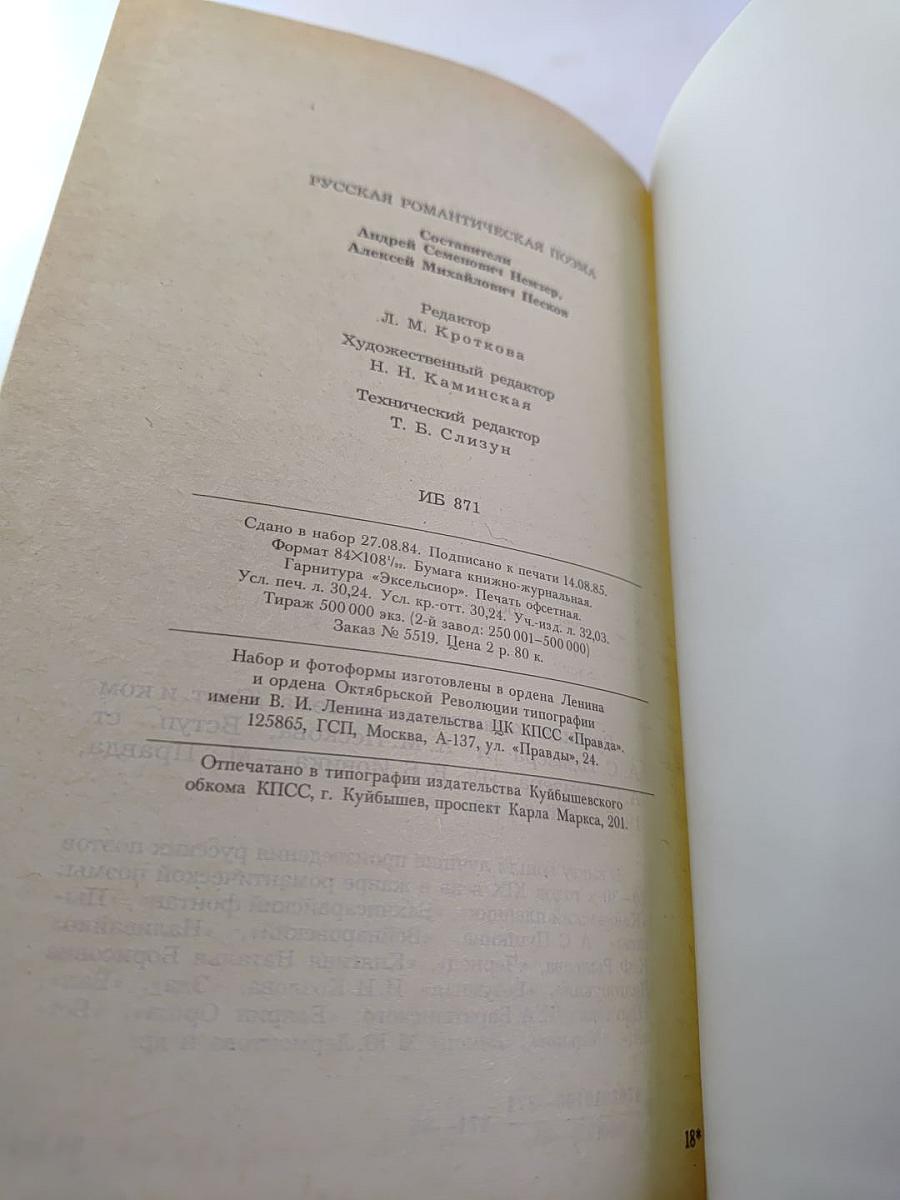 РУССКАЯ РОМАНТИЧЕСКАЯ ПОЭМА
Составители
Андрей Семенович Немзер,
Алексей Михайлович Песков
Редактор
Л. М. Кроткова
Художественный редактор
Н. Н. Каминская
Технический редактор
Т. Б. Слизун
ИБ 871
Сдано в набор 27.08.84. Подписано к печати 14.08.85.
Формат 84×108¹/₃₂. Бумага книжно-журнальная.
Гарнитура «Эксельсиор». Печать офсетная.
Усл. печ. л. 30,24. Усл. кр.-отт. 30,24. Уч.-изд. л. 32,03.
Тираж 500 000 экз. (2-й завод: 250 001–500 000)
Заказ № 5519. Цена 2 р. 80 к.
Набор и фотоформы изготовлены в ордена Ленина
и ордена Октябрьской Революции типографии
имени В. И. Ленина издательства ЦК КПСС «Правда».
125865, ГСП, Москва, А-137, ул. «Правды», 24.
Отпечатано в типографии издательства Куйбышевского
обкома КПСС, г. Куйбышев, проспект Карла Маркса, 201.
18*